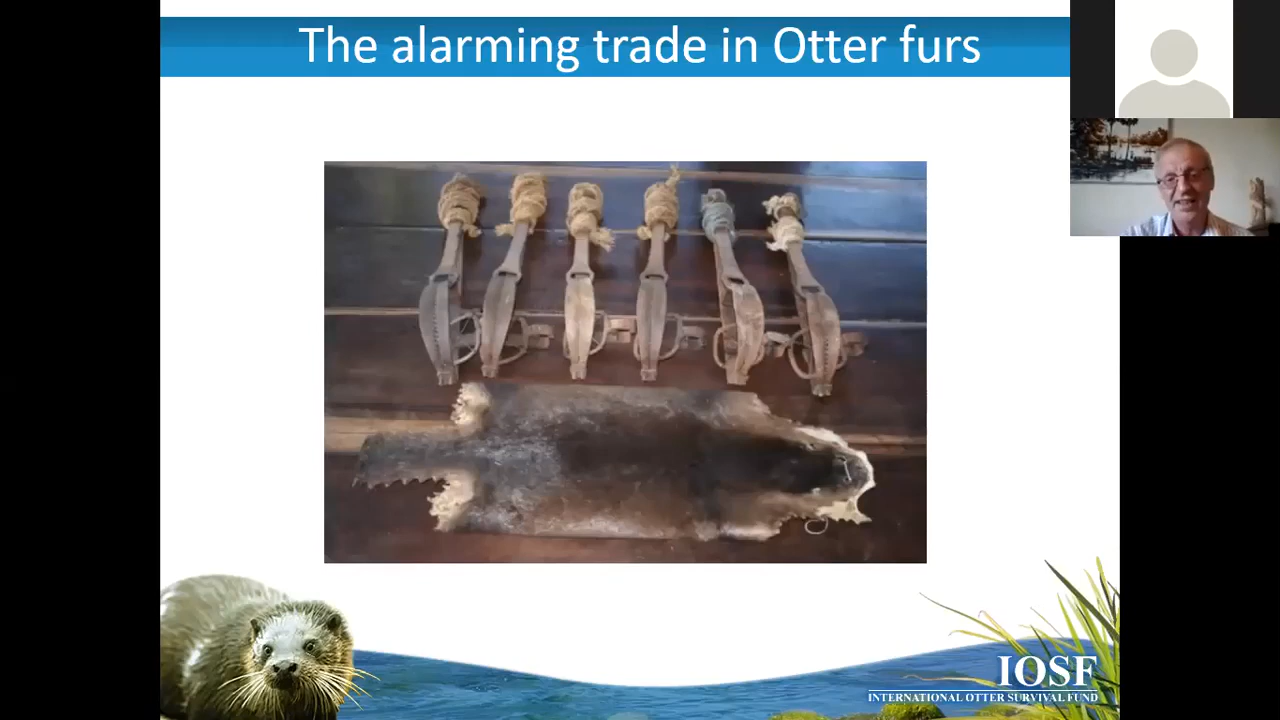 The alarming trade in Otter furs
IOSF
INTERNATIONAL OTTER SURVIVAL FUND